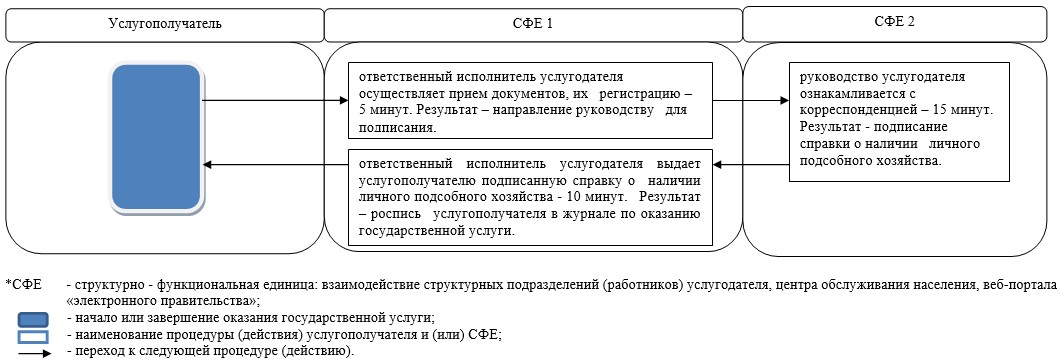 Услугополучатель
СФЕ 1
СФЕ 2
ответственный исполнитель услугодателя
осуществляет прием документов, их регистрацию –
5 минут. Результат – направление руководству для
подписания.
руководство услугодателя
ознакамливается с
корреспонденцией – 15 минут.
Результат - подписание
справки о наличии личного
подсобного хозяйства.
ответственный исполнитель услугодателя выдает
услугополучателю подписанную справку о наличии
личного подсобного хозяйства - 10 минут. Результат
– роспись услугополучателя в журнале по оказанию
государственной услуги.
*СФЕ - структурно - функциональная единица: взаимодействие структурных подразделений (работников) услугодателя, центра обслуживания населения, веб-портала
«электронного правительства»;
- начало или завершение оказания государственной услуги;
- наименование процедуры (действия) услугополучателя и (или) СФЕ;
- переход к следующей процедуре (действию).